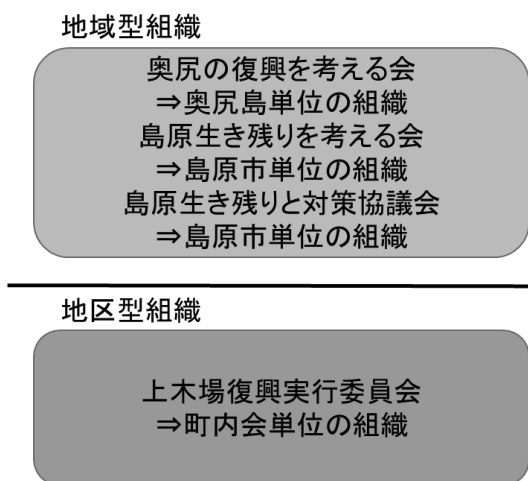 地域型組織
奥尻の復興を考える会
⇒奥尻島単位の組織
島原生き残りを考える会
⇒島原市単位の組織
島原生き残りと対策協議会
⇒島原市単位の組織
地区型組織
上木場復興実行委員会
⇒町内会単位の組織